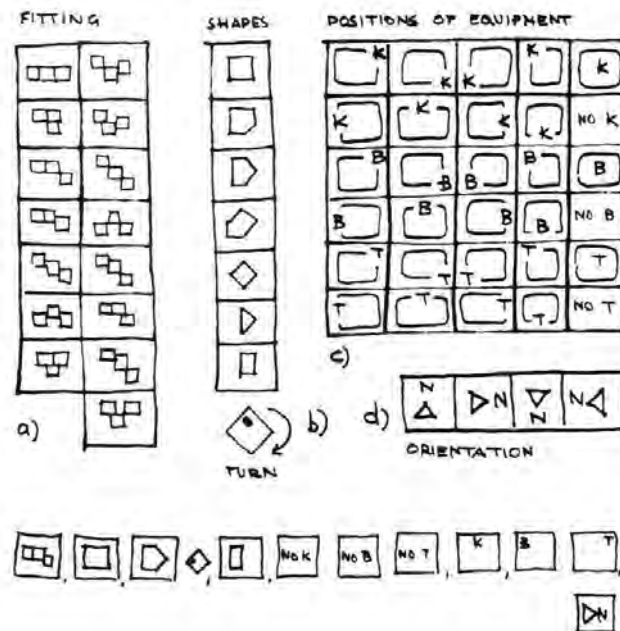 FITTING SHAPES POSITIONS OF EQUIPMENT
K K K K K
K K K K NO K
B B B B B
B B B B NO B
T T T T T
T T T T NO T
c)
a) b) d) N N N N
TURN ORIENTATION
, , , , , NO K NO B NO T , K , B , T ,
N